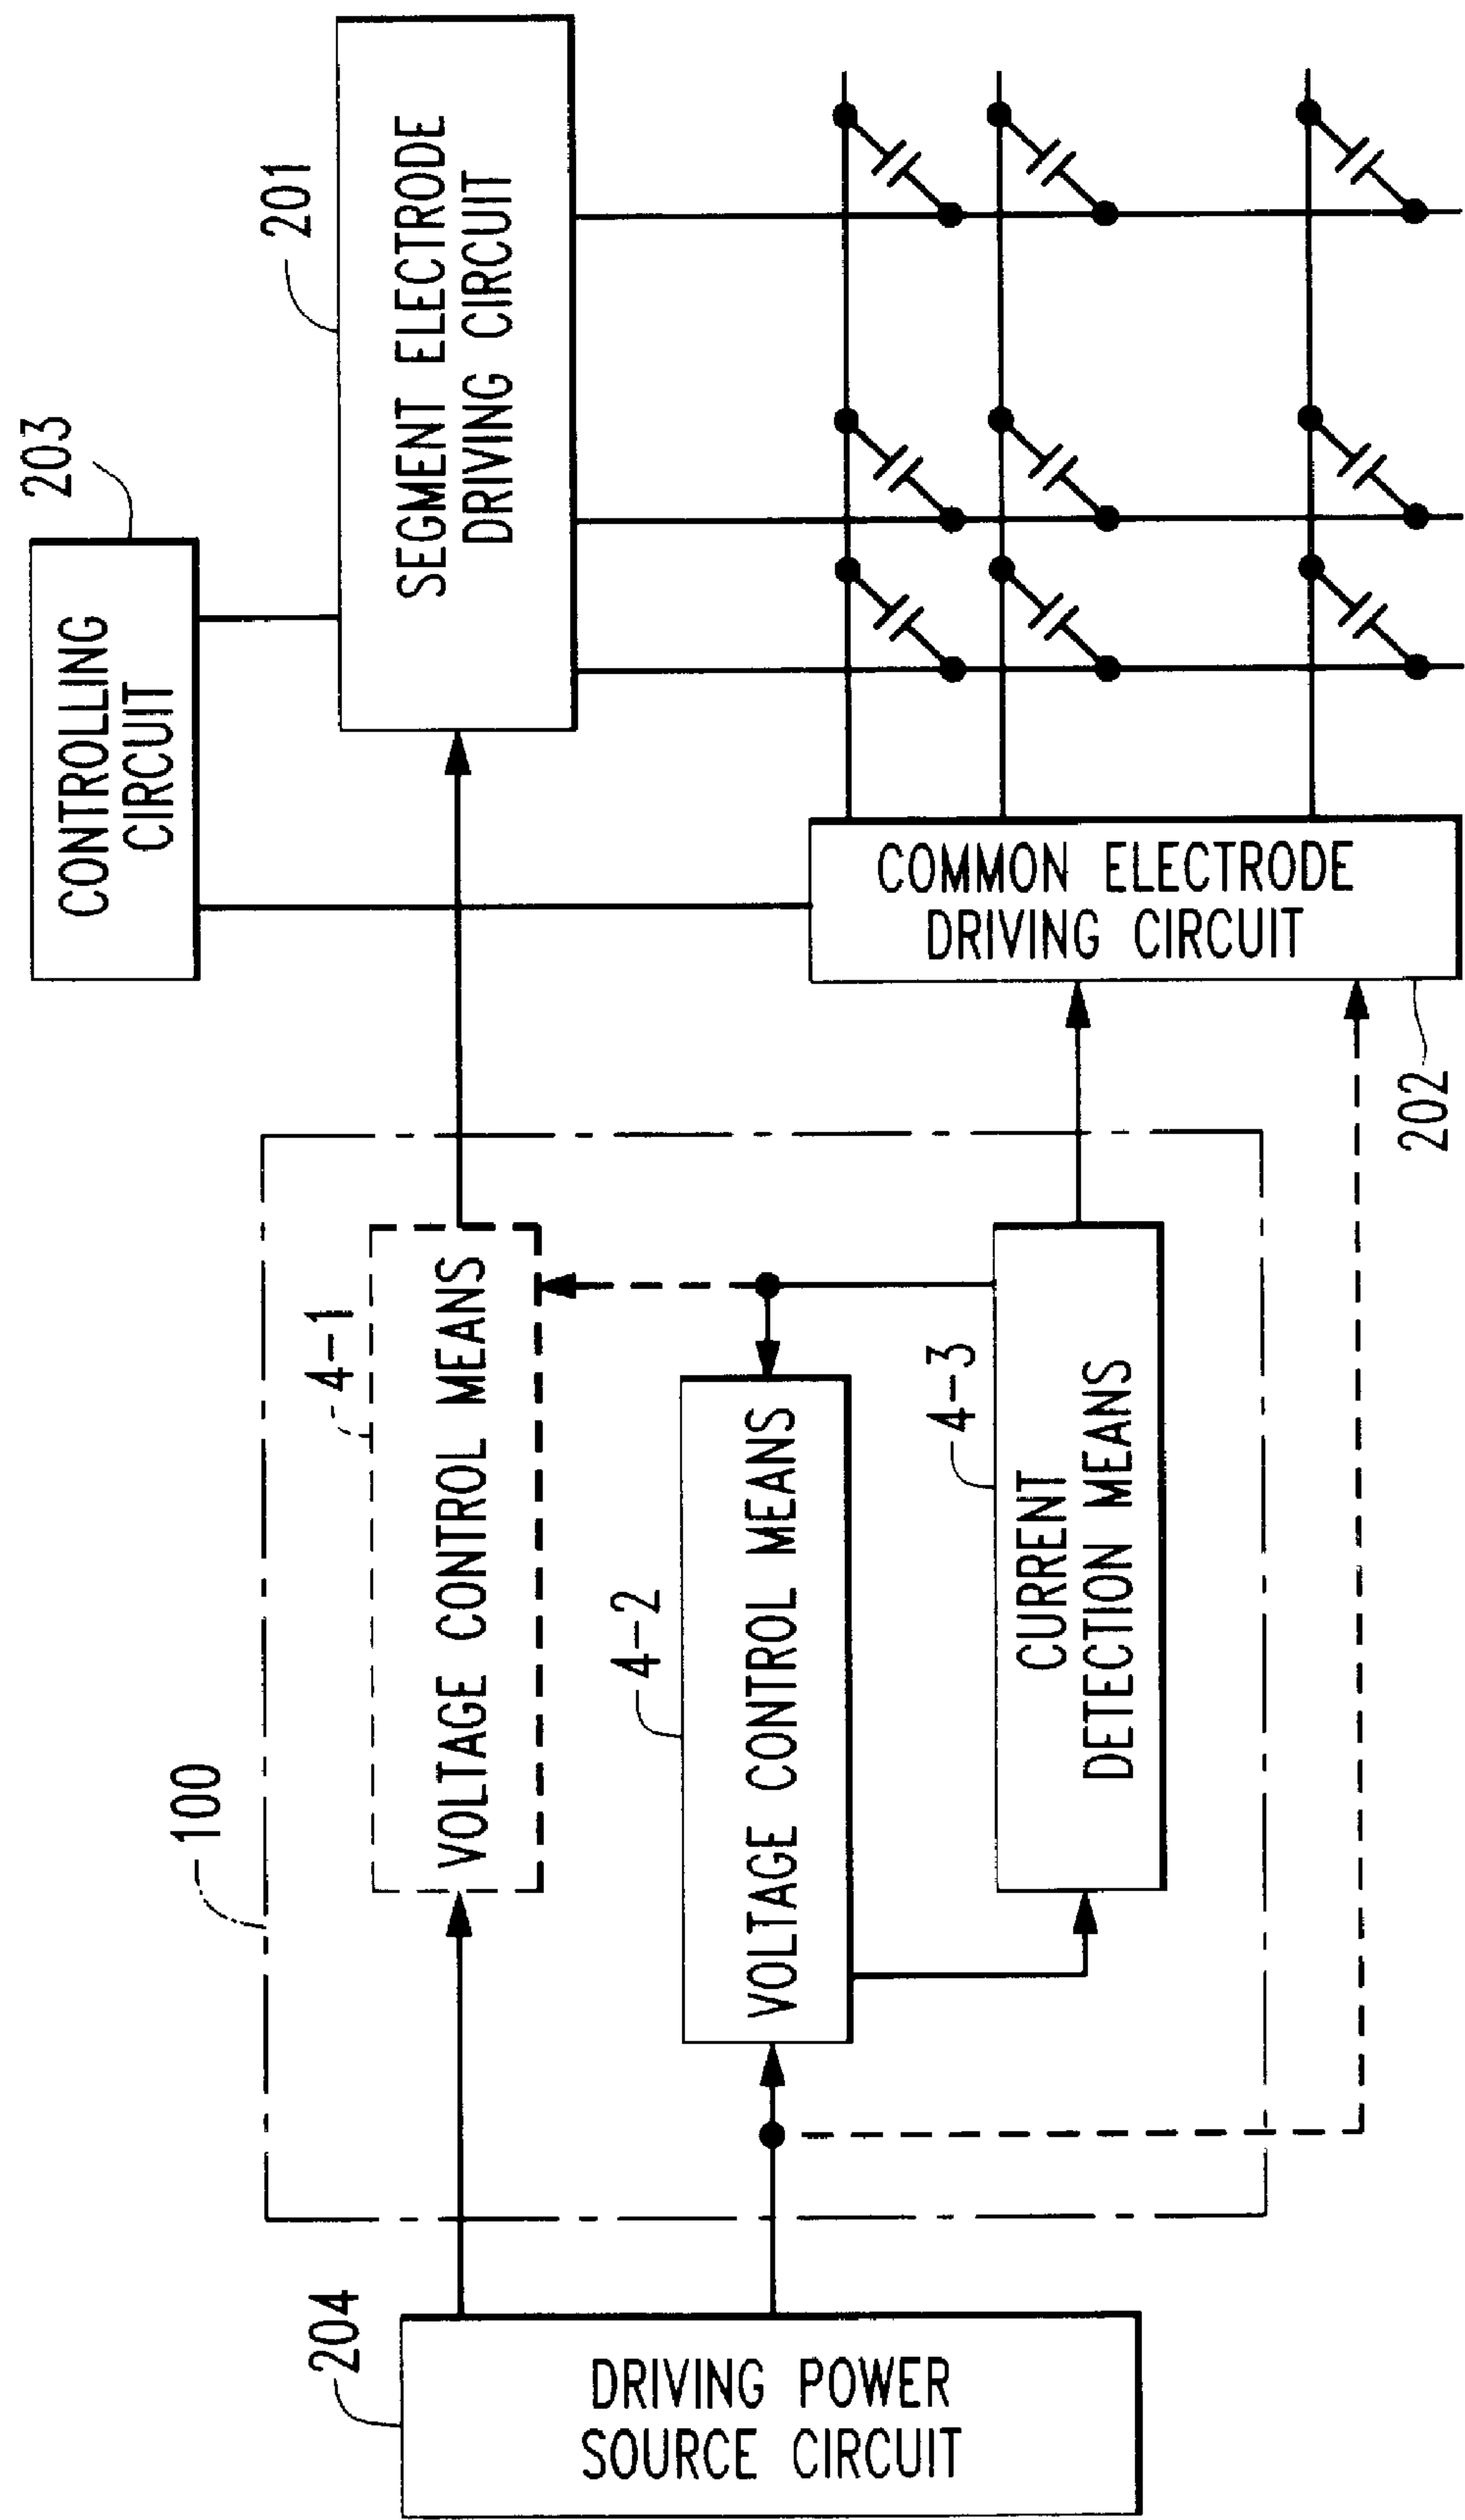 203
CONTROLLING
CIRCUIT
201
SEGMENT ELECTRODE
DRIVING CIRCUIT
100
4-1
VOLTAGE CONTROL MEANS
4-2
VOLTAGE CONTROL MEANS
4-3
CURRENT
DETECTION MEANS
204
DRIVING POWER
SOURCE CIRCUIT
COMMON ELECTRODE
DRIVING CIRCUIT
202